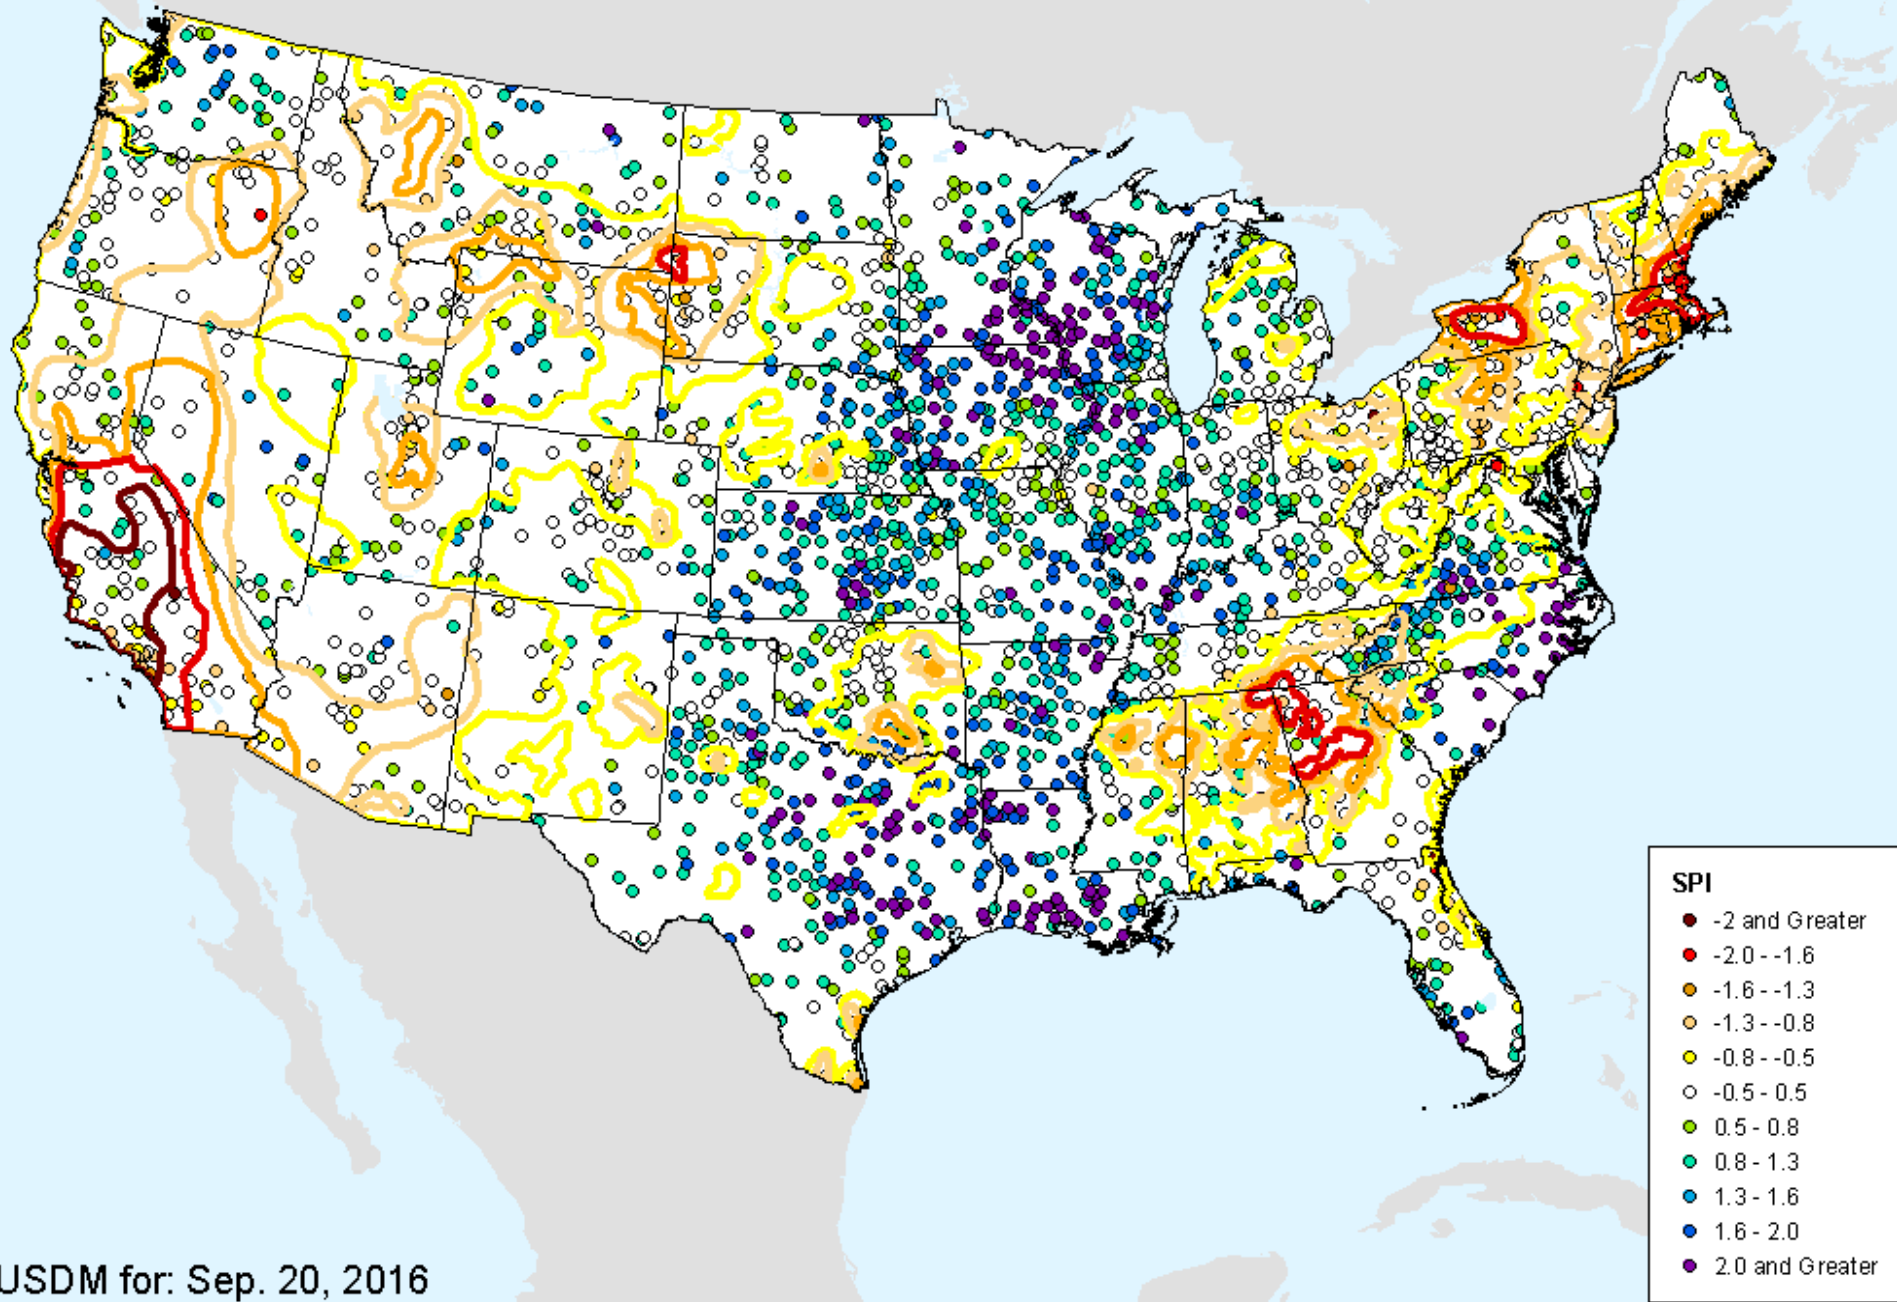 SPI
-2 and Greater
-2.0 - -1.6
-1.6 - -1.3
-1.3 - -0.8
-0.8 - -0.5
-0.5 - 0.5
0.5 - 0.8
0.8 - 1.3
1.3 - 1.6
1.6 - 2.0
2.0 and Greater
USDM for: Sep. 20, 2016